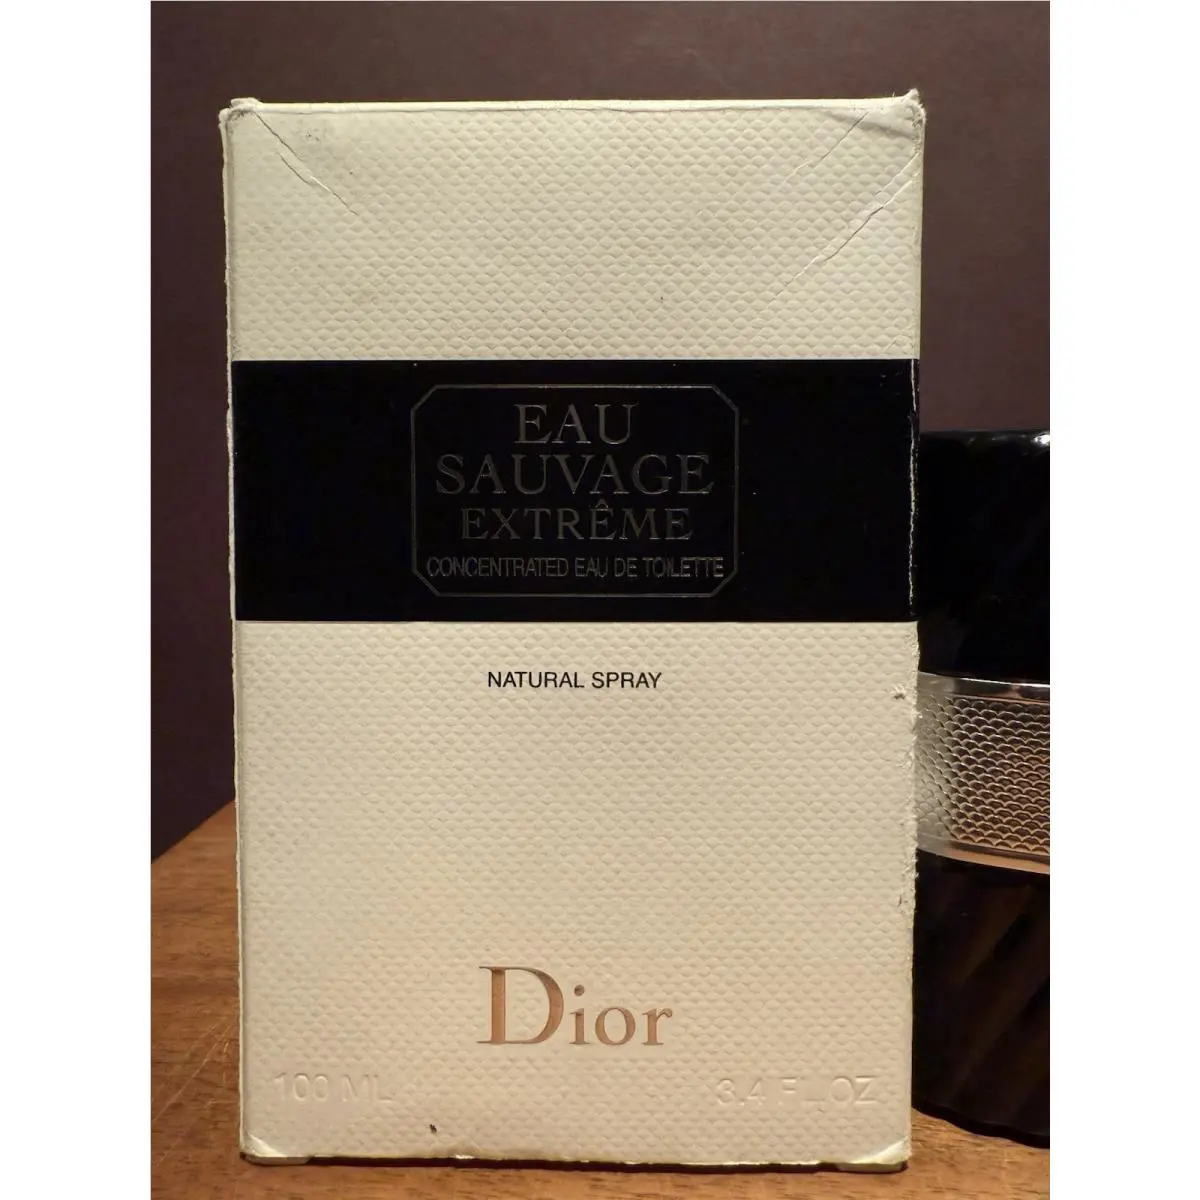 EAU
SAUVAGE
EXTRÊME
CONCENTRATED EAU DE TOILETTE
NATURAL SPRAY
Dior
100 ML 3.4 FL.OZ